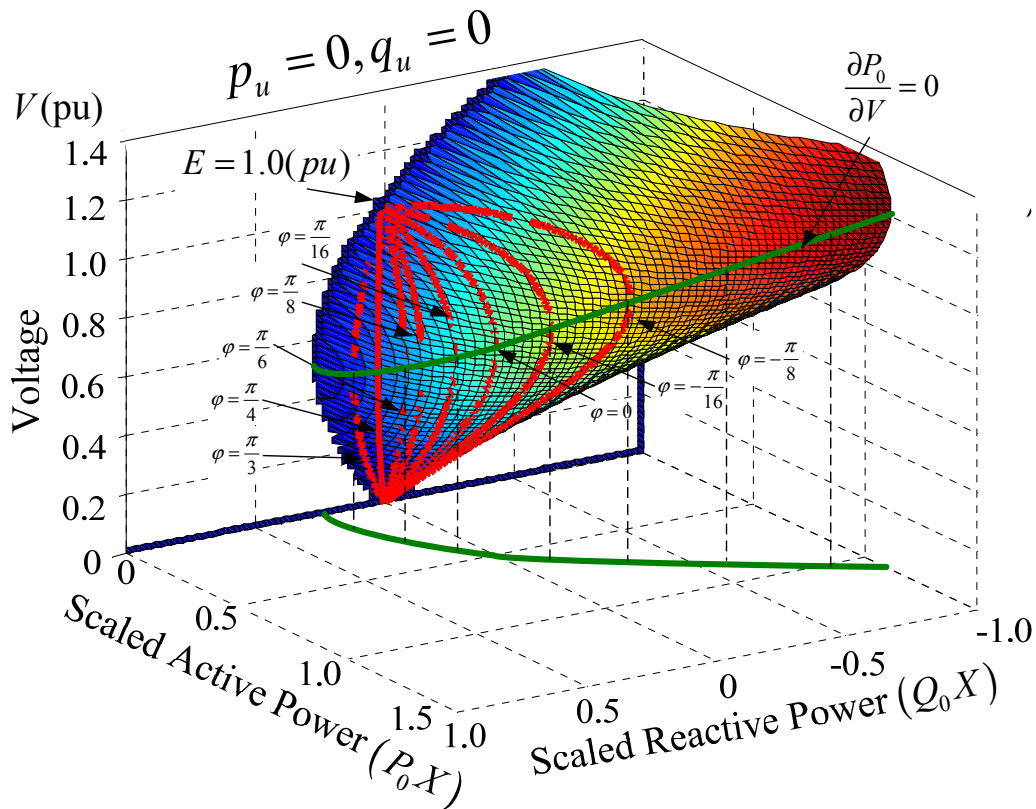 p_u = 0, q_u = 0
∂P_0/∂V = 0
V(pu)
E = 1.0(pu)
φ = π/16
φ = π/8
φ = π/6
φ = π/4
φ = π/3
φ = 0
φ = -π/16
φ = -π/8
Voltage
1.4
1.2
1.0
0.8
0.6
0.4
0.2
0
0
0.5
1.0
1.5
Scaled Active Power (P_0X)
1.0
0.5
0
-0.5
-1.0
Scaled Reactive Power (Q_0X)
,